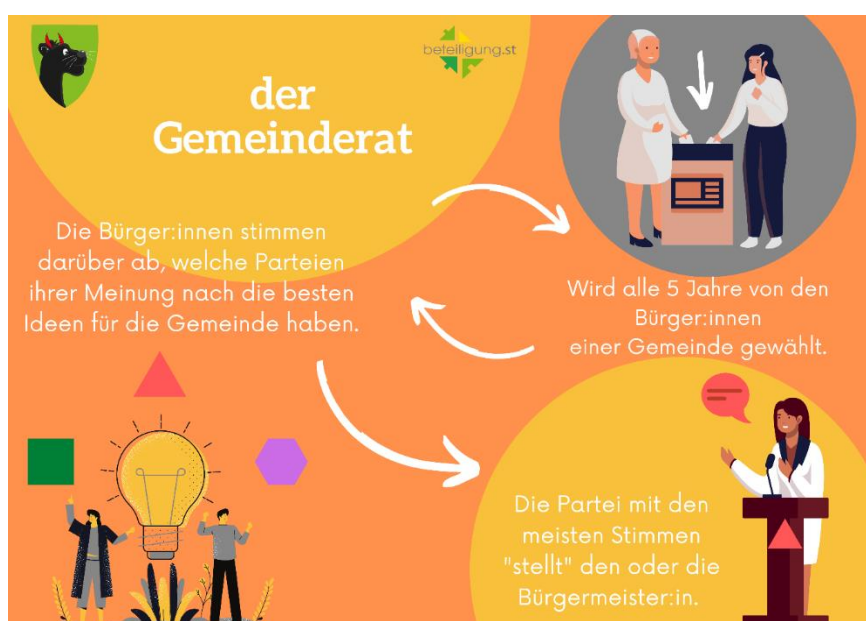 beteiligung.st
der
Gemeinderat
Die Bürger:innen stimmen
darüber ab, welche Parteien
ihrer Meinung nach die besten
Ideen für die Gemeinde haben.
Wird alle 5 Jahre von den
Bürger:innen
einer Gemeinde gewählt.
Die Partei mit den
meisten Stimmen
"stellt" den oder die
Bürgermeister:in.